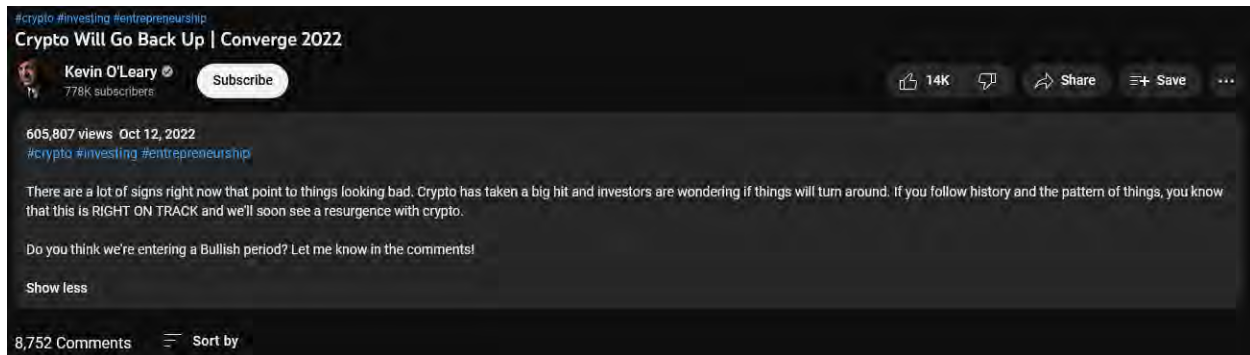 #crypto #investing #entrepreneurship
Crypto Will Go Back Up | Converge 2022
Kevin O'Leary
778K subscribers
Subscribe
14K
Share
Save
605,807 views Oct 12, 2022
#crypto #investing #entrepreneurship
There are a lot of signs right now that point to things looking bad. Crypto has taken a big hit and investors are wondering if things will turn around. If you follow history and the pattern of things, you know
that this is RIGHT ON TRACK and we'll soon see a resurgence with crypto.
Do you think we're entering a Bullish period? Let me know in the comments!
Show less
8,752 Comments
Sort by